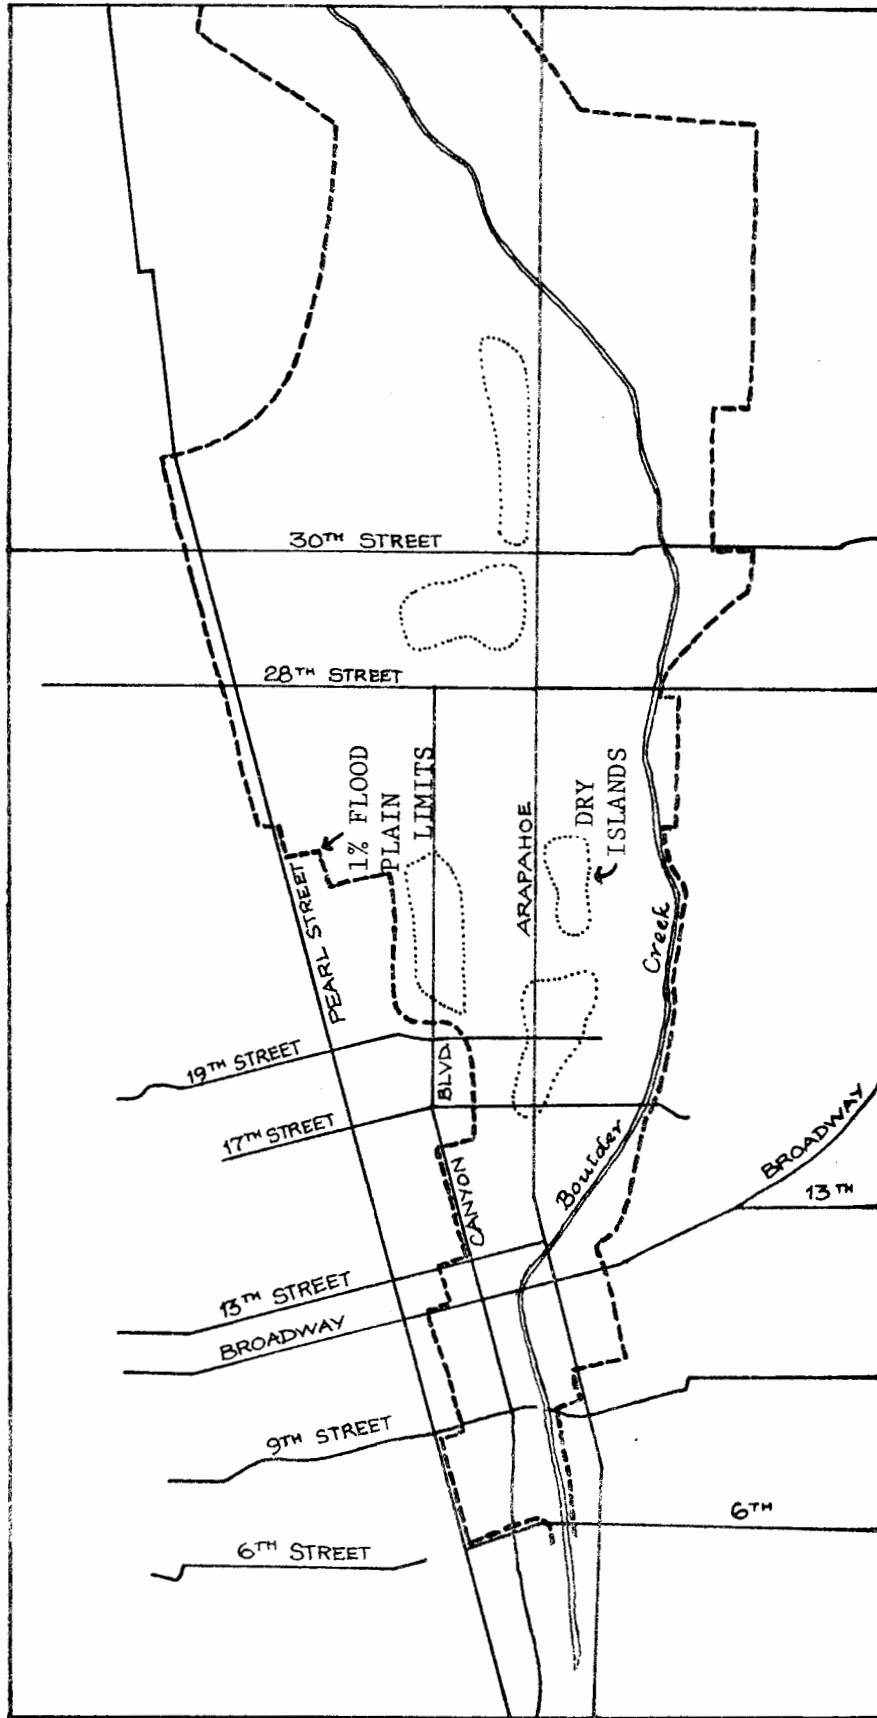 30TH STREET
28TH STREET
1% FLOOD
PLAIN
LIMITS
DRY
ISLANDS
ARAPAHOE
PEARL STREET
Creek
19TH STREET
BLVD.
17TH STREET
Boulder
BROADWAY
CANYON
13TH
13TH STREET
BROADWAY
9TH STREET
6TH
6TH STREET